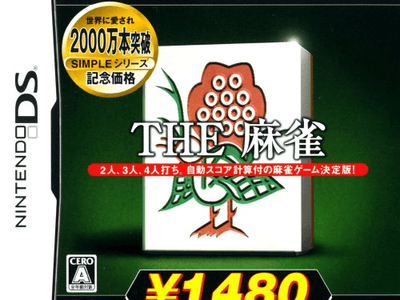 世界に愛され
2000万本突破
SIMPLEシリーズ
記念価格
NINTENDO DS
TM
THE 麻雀
2人、3人、4人打ち、自動スコア計算付の麻雀ゲーム決定版!
CERO
A
全年齢対象
¥1480